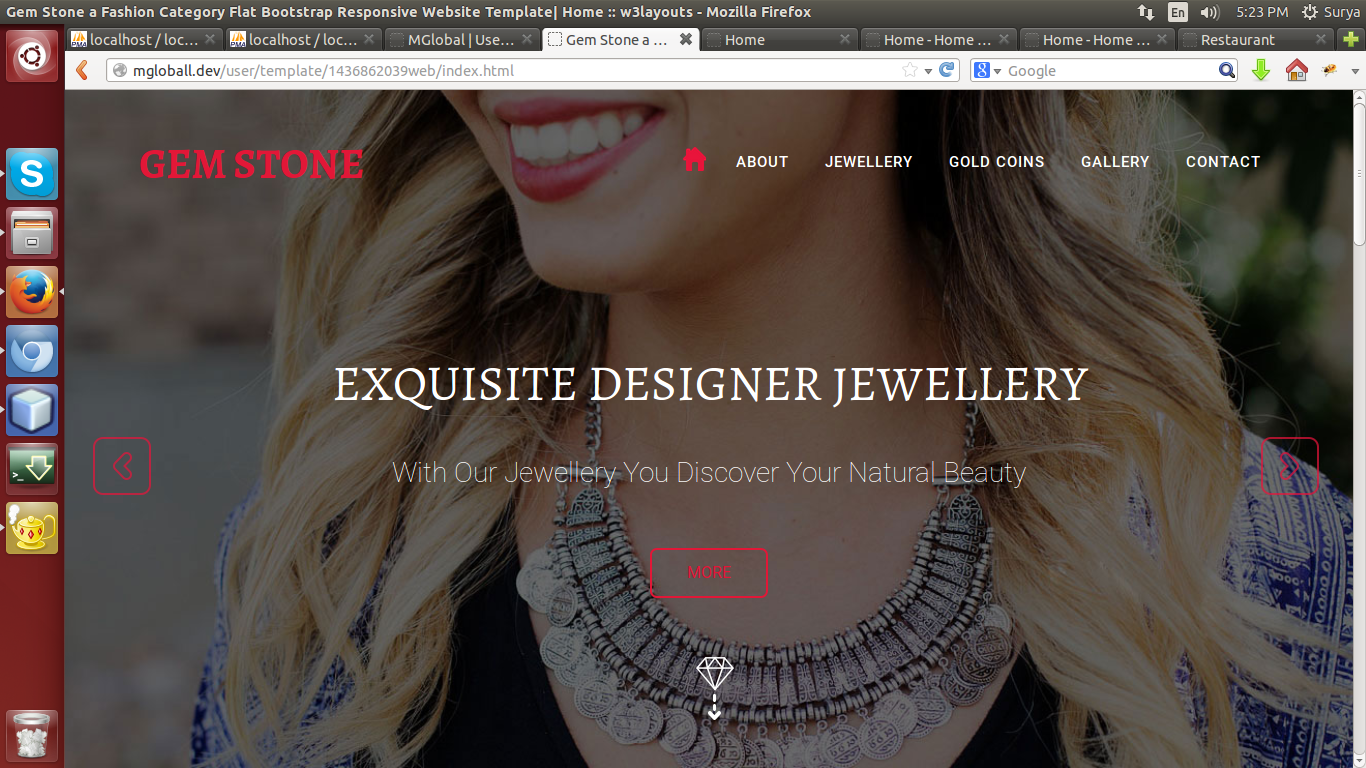 Gem Stone a Fashion Category Flat Bootstrap Responsive Website Template| Home :: w3layouts - Mozilla Firefox
En 5:23 PM Surya
localhost / loc... localhost / loc... MGlobal | Use... Gem Stone a ... Home Home - Home ... Home - Home ... Restaurant
mgloball.dev/user/template/1436862039web/index.html Google
GEM STONE ABOUT JEWELLERY GOLD COINS GALLERY CONTACT
EXQUISITE DESIGNER JEWELLERY
With Our Jewellery You Discover Your Natural Beauty
MORE